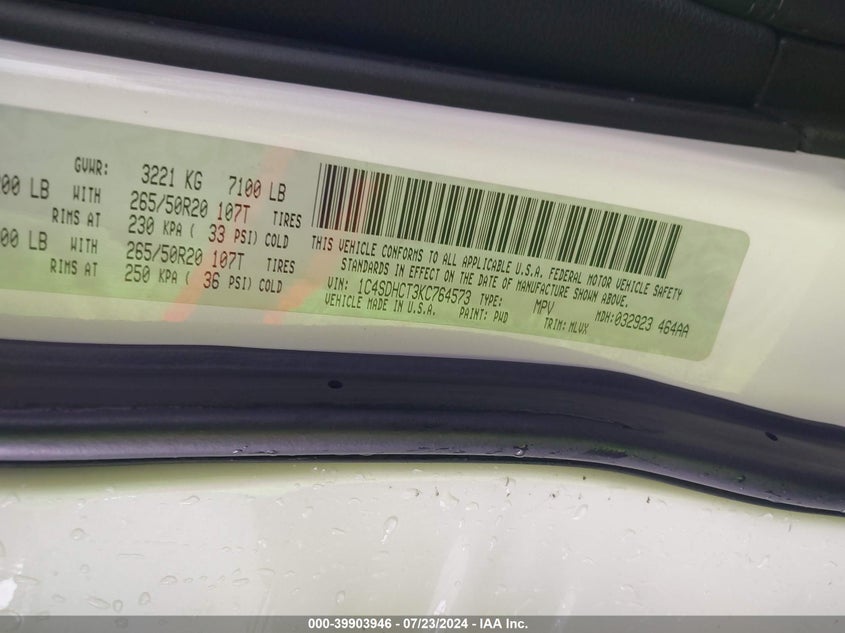 GVWR: 3221 KG 7100 LB
00 LB WITH 265/50R20 107T TIRES
RIMS AT 230 KPA ( 33 PSI) COLD
00 LB WITH 265/50R20 107T TIRES
RIMS AT 250 KPA ( 36 PSI) COLD
THIS VEHICLE CONFORMS TO ALL APPLICABLE U.S.A. FEDERAL MOTOR VEHICLE SAFETY
STANDARDS IN EFFECT ON THE DATE OF MANUFACTURE SHOWN ABOVE.
VIN: 1C4SDHCT3KC764573 TYPE: MPV MDH:032923 464AA
VEHICLE MADE IN U.S.A. PAINT: PWD TRIM: MLVX
000-39903946 - 07/23/2024 - IAA Inc.